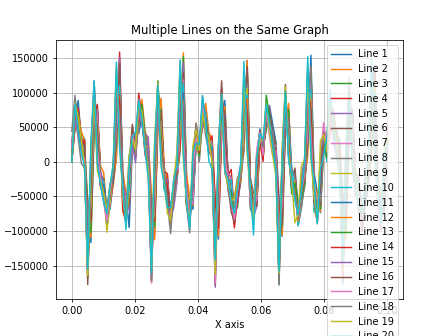 Multiple Lines on the Same Graph
150000
100000
50000
0
−50000
−100000
−150000
0.00
0.02
0.04
0.06
X axis
Line 1
Line 2
Line 3
Line 4
Line 5
Line 6
Line 7
Line 8
Line 9
Line 10
Line 11
Line 12
Line 13
Line 14
Line 15
Line 16
Line 17
Line 18
Line 19
Line 20